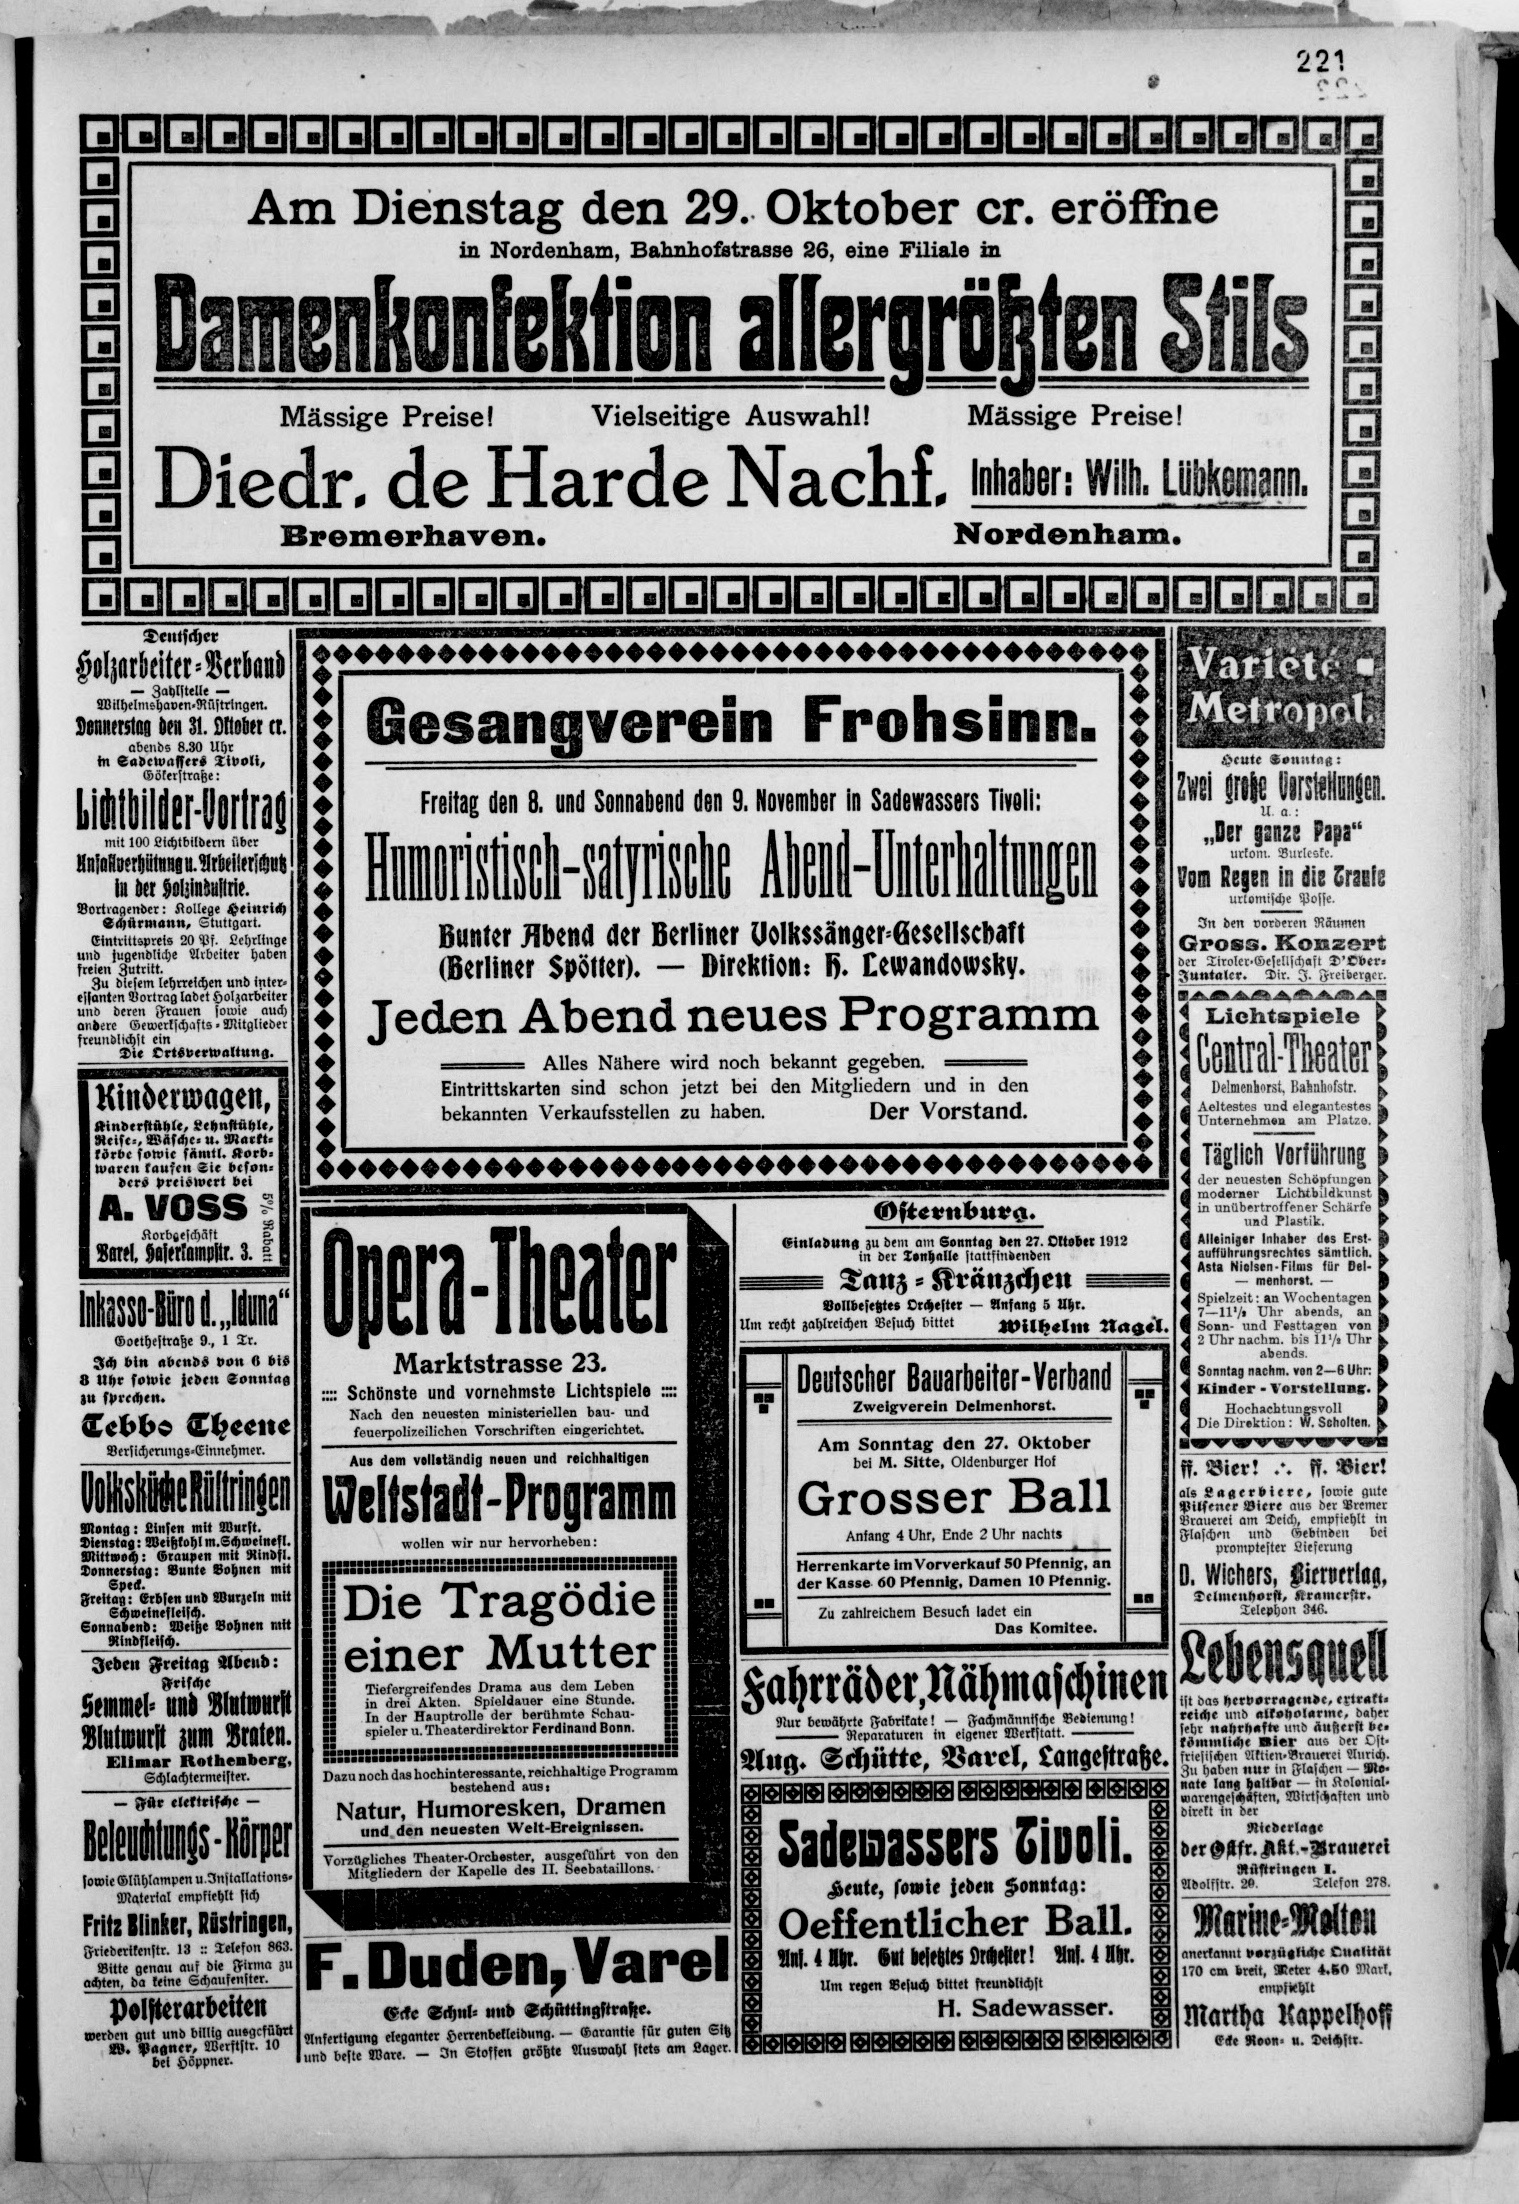 221
Am Dienstag den 29. Oktober cr. eröffne
in Nordenham, Bahnhofstrasse 26, eine Filiale in
Damenkonfektion allergrößten Stils
Mässige Preise! Vielseitige Auswahl! Mässige Preise!
Diedr. de Harde Nachf. Inhaber: Wilh. Lübkemann.
Bremerhaven. Nordenham.
Deutscher
Holzarbeiter-Verband
— Zahlstelle —
Wilhelmshaven-Rüstringen.
Donnerstag den 31. Oktober cr.
abends 8.30 Uhr
in Sadewassers Tivoli,
Gökerstraße:
Lichtbilder-Vortrag
mit 100 Lichtbildern über
Unfallverhütung u. Arbeiterschutz
in der Holzindustrie.
Vortragender: Kollege Heinrich
Schürmann, Stuttgart.
Eintrittspreis 20 Pf. Lehrlinge
und jugendliche Arbeiter haben
freien Zutritt.
Zu diesem lehrreichen und inter-
essanten Vortrag ladet Holzarbeiter
und deren Frauen sowie auch
andere Gewerkschafts-Mitglieder
freundlichst ein
Die Ortsverwaltung.
Kinderwagen,
Kinderstühle, Lehnstühle,
Reise-, Wäsche- u. Markt-
körbe sowie sämtl. Korb-
waren kaufen Sie beson-
ders preiswert bei
A. VOSS
Korbgeschäft
Varel, Haferkampstr. 3.
5% Rabatt
Inkasso-Büro d. „Iduna“
Goethestraße 9., 1 Tr.
Ich bin abends von 6 bis
8 Uhr sowie jeden Sonntag
zu sprechen.
Tebbo Theene
Versicherungs-Einnehmer.
Volksküche Rüstringen
Montag: Linsen mit Wurst.
Dienstag: Weißkohl m. Schweinefl.
Mittwoch: Graupen mit Rindfl.
Donnerstag: Bunte Bohnen mit
Speck.
Freitag: Erbsen und Wurzeln mit
Schweinefleisch.
Sonnabend: Weiße Bohnen mit
Rindfleisch.
Jeden Freitag Abend:
Frische
Semmel- und Blutwurst
Blutwurst zum Braten.
Elimar Rothenberg,
Schlachtermeister.
— Für elektrische —
Beleuchtungs-Körper
sowie Glühlampen u. Installations-
Material empfiehlt sich
Fritz Blinker, Rüstringen,
Friederikenstr. 13 :: Telefon 863.
Bitte genau auf die Firma zu
achten, da keine Schaufenster.
Polsterarbeiten
werden gut und billig ausgeführt
W. Pagner, Werftstr. 10
bei Höppner.
Gesangverein Frohsinn.
Freitag den 8. und Sonnabend den 9. November in Sadewassers Tivoli:
Humoristisch-satyrische Abend-Unterhaltungen
Bunter Abend der Berliner Volkssänger-Gesellschaft
(Berliner Spötter). — Direktion: H. Lewandowsky.
Jeden Abend neues Programm
Alles Nähere wird noch bekannt gegeben.
Eintrittskarten sind schon jetzt bei den Mitgliedern und in den
bekannten Verkaufsstellen zu haben. Der Vorstand.
Opera-Theater
Marktstrasse 23.
:::: Schönste und vornehmste Lichtspiele ::::
Nach den neuesten ministeriellen bau- und
feuerpolizeilichen Vorschriften eingerichtet.
Aus dem vollständig neuen und reichhaltigen
Weltstadt-Programm
wollen wir nur hervorheben:
Die Tragödie
einer Mutter
Tiefergreifendes Drama aus dem Leben
in drei Akten. Spieldauer eine Stunde.
In der Hauptrolle der berühmte Schau-
spieler u. Theaterdirektor Ferdinand Bonn.
Dazu noch das hochinteressante, reichhaltige Programm
bestehend aus:
Natur, Humoresken, Dramen
und den neuesten Welt-Ereignissen.
Vorzügliches Theater-Orchester, ausgeführt von den
Mitgliedern der Kapelle des II. Seebataillons.
F. Duden, Varel
Ecke Schul- und Schüttingstraße.
Anfertigung eleganter Herrenbekleidung. — Garantie für guten Sitz
und beste Ware. — In Stoffen größte Auswahl stets am Lager.
Osternburg.
Einladung zu dem am Sonntag den 27. Oktober 1912
in der Tonhalle stattfindenden
Tanz-Kränzchen
Vollbesetztes Orchester — Anfang 5 Uhr.
Um recht zahlreichen Besuch bittet Wilhelm Nagel.
Deutscher Bauarbeiter-Verband
Zweigverein Delmenhorst.
Am Sonntag den 27. Oktober
bei M. Sitte, Oldenburger Hof
Grosser Ball
Anfang 4 Uhr, Ende 2 Uhr nachts
Herrenkarte im Vorverkauf 50 Pfennig, an
der Kasse 60 Pfennig, Damen 10 Pfennig.
Zu zahlreichem Besuch ladet ein
Das Komitee.
Fahrräder, Nähmaschinen
Nur bewährte Fabrikate! — Fachmännische Bedienung!
Reparaturen in eigener Werkstatt.
Aug. Schütte, Varel, Langestraße.
Sadewassers Tivoli.
Heute, sowie jeden Sonntag:
Oeffentlicher Ball.
Anf. 4 Uhr. Gut besetztes Orchester! Anf. 4 Uhr.
Um regen Besuch bittet freundlichst
H. Sadewasser.
Varieté
Metropol.
Heute Sonntag:
Zwei große Vorstellungen.
U. a.:
„Der ganze Papa“
urkom. Burleske.
Vom Regen in die Traufe
urkomische Posse.
In den vorderen Räumen
Gross. Konzert
der Tiroler-Gesellschaft D'Ober-
Inntaler. Dir. J. Freiberger.
Lichtspiele
Central-Theater
Delmenhorst, Bahnhofstr.
Aeltestes und elegantestes
Unternehmen am Platze.
Täglich Vorführung
der neuesten Schöpfungen
moderner Lichtbildkunst
in unübertroffener Schärfe
und Plastik.
Alleiniger Inhaber des Erst-
aufführungsrechtes sämtlich.
Asta Nielsen-Films für Del-
— menhorst. —
Spielzeit: an Wochentagen
7—11½ Uhr abends, an
Sonn- und Festtagen von
2 Uhr nachm. bis 11½ Uhr
abends.
Sonntag nachm. von 2—6 Uhr:
Kinder-Vorstellung.
Hochachtungsvoll
Die Direktion: W. Scholten.
ff. Bier! ∴ ff. Bier!
als Lagerbiere, sowie gute
Pilsener Biere aus der Bremer
Brauerei am Deich, empfiehlt in
Flaschen und Gebinden bei
promptester Lieferung
D. Wichers, Bierverlag,
Delmenhorst, Kramerstr.
Telephon 346.
Lebensquell
ist das hervorragende, extrakt-
reiche und alkoholarme, daher
sehr nahrhafte und äußerst be-
kömmliche Bier aus der Ost-
friesischen Aktien-Brauerei Aurich.
Zu haben nur in Flaschen — Mo-
nate lang haltbar — in Kolonial-
warengeschäften, Wirtschaften und
direkt in der
Niederlage
der Ostfr. Akt.-Brauerei
Rüstringen I.
Adolfstr. 20. Telefon 278.
Marine-Molton
anerkannt vorzügliche Qualität
170 cm breit, Meter 4.50 Mark,
empfiehlt
Martha Kappelhoff
Ecke Roon- u. Deichstr.